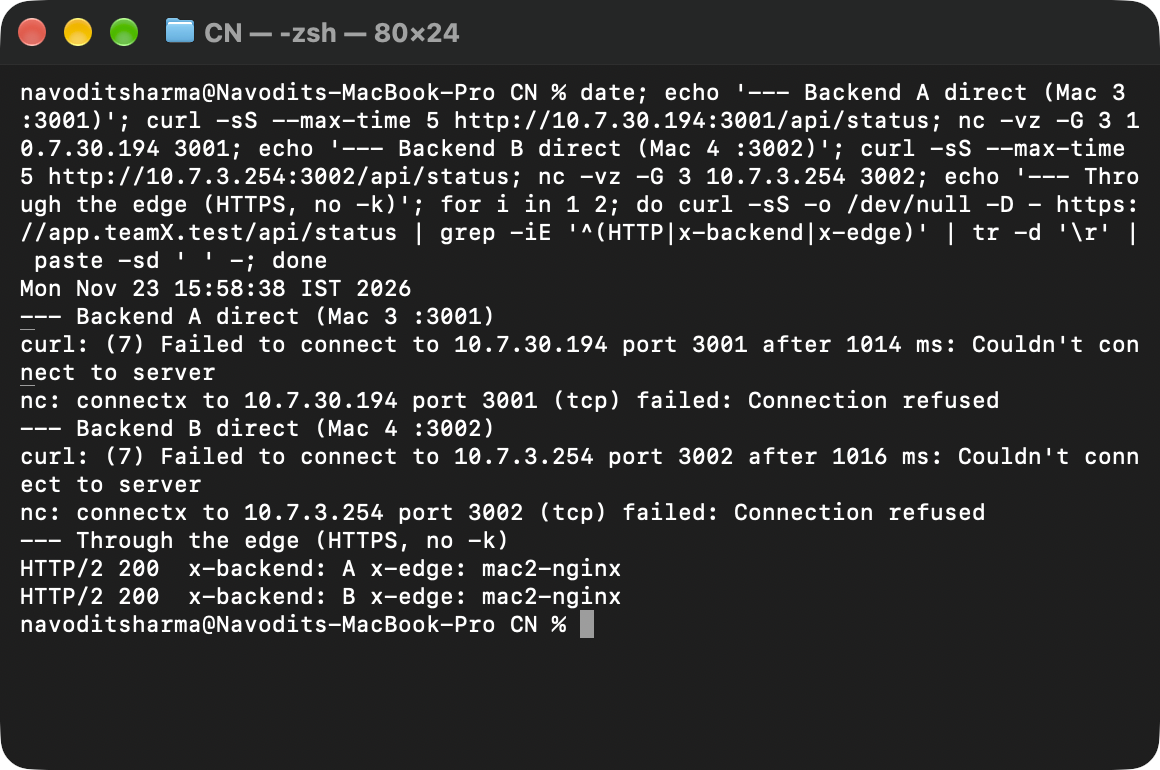 CN — -zsh — 80×24
navoditsharma@Navodits-MacBook-Pro CN % date; echo '--- Backend A direct (Mac 3
:3001)'; curl -sS --max-time 5 http://10.7.30.194:3001/api/status; nc -vz -G 3 1
0.7.30.194 3001; echo '--- Backend B direct (Mac 4 :3002)'; curl -sS --max-time
5 http://10.7.3.254:3002/api/status; nc -vz -G 3 10.7.3.254 3002; echo '--- Thro
ugh the edge (HTTPS, no -k)'; for i in 1 2; do curl -sS -o /dev/null -D - https:
//app.teamX.test/api/status | grep -iE '^(HTTP|x-backend|x-edge)' | tr -d '\r' |
 paste -sd ' ' -; done
Mon Nov 23 15:58:38 IST 2026
--- Backend A direct (Mac 3 :3001)
curl: (7) Failed to connect to 10.7.30.194 port 3001 after 1014 ms: Couldn't con
nect to server
nc: connectx to 10.7.30.194 port 3001 (tcp) failed: Connection refused
--- Backend B direct (Mac 4 :3002)
curl: (7) Failed to connect to 10.7.3.254 port 3002 after 1016 ms: Couldn't conn
ect to server
nc: connectx to 10.7.3.254 port 3002 (tcp) failed: Connection refused
--- Through the edge (HTTPS, no -k)
HTTP/2 200  x-backend: A x-edge: mac2-nginx
HTTP/2 200  x-backend: B x-edge: mac2-nginx
navoditsharma@Navodits-MacBook-Pro CN %